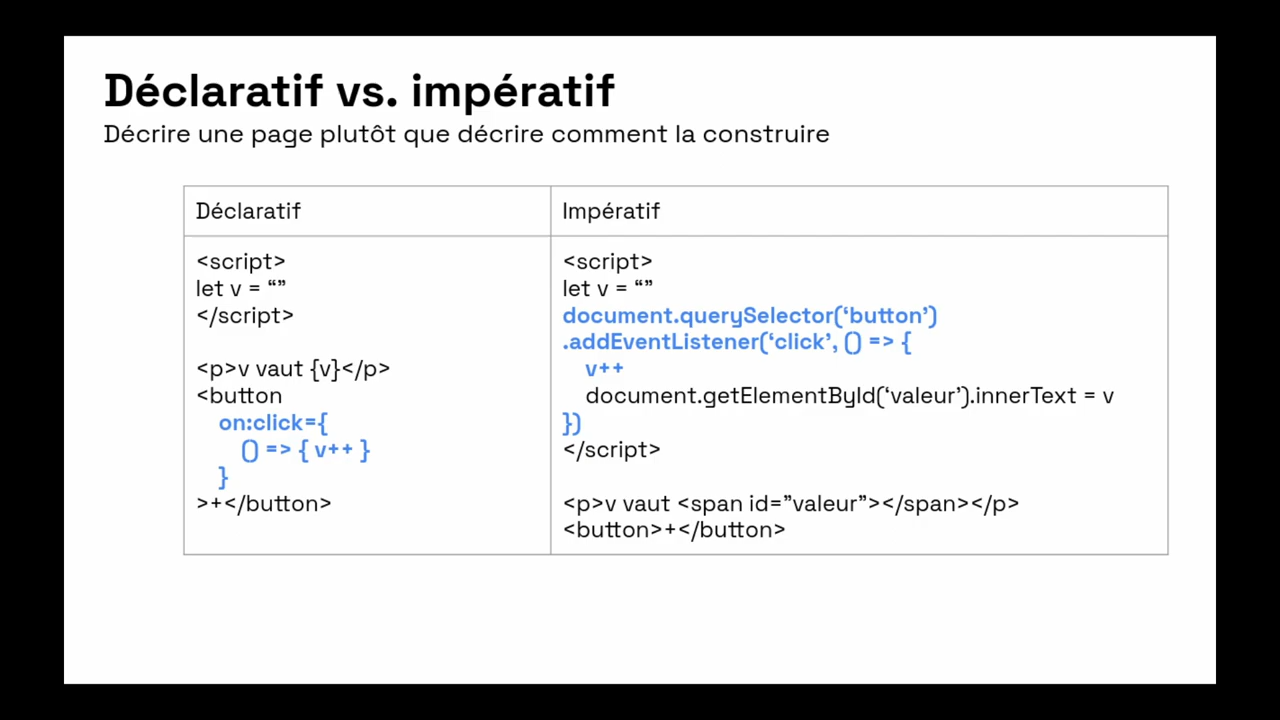 Déclaratif vs. impératif
Décrire une page plutôt que décrire comment la construire
Déclaratif
<script>
let v = “”
</script>
<p>v vaut {v}</p>
<button
on:click={
() => { v++ }
}
>+</button>
Impératif
<script>
let v = “”
document.querySelector(‘button’)
.addEventListener(‘click’, () => {
v++
document.getElementById(‘valeur’).innerText = v
})
</script>
<p>v vaut <span id=”valeur”></span></p>
<button>+</button>